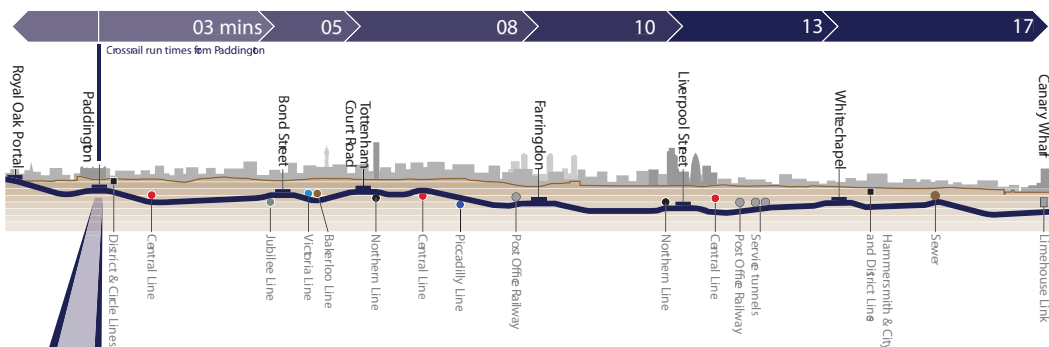 03 mins
05
08
10
13
17
Crossrail run times from Paddington
Royal Oak Portal
Paddington
Bond Street
Tottenham
Court Road
Farringdon
Liverpool Street
Whitechapel
Canary Wharf
District & Circle Lines
Central Line
Jubilee Line
Victoria Line
Bakerloo Line
Northern Line
Central Line
Piccadilly Line
Post Office Railway
Northern Line
Central Line
Post Office Railway
Service tunnels
Hammersmith & City
and District Line
Sewer
Limehouse Link